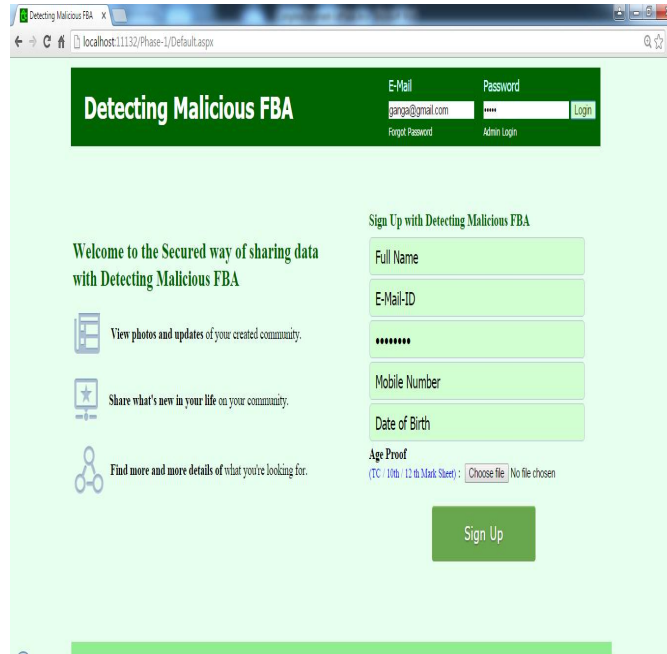 Detecting Malicious FBA x
localhost:11132/Phase-1/Default.aspx
Detecting Malicious FBA
E-Mail Password
ganga@gmail.com ••••• Login
Forgot Password Admin Login
Welcome to the Secured way of sharing data
with Detecting Malicious FBA
View photos and updates of your created community.
Share what's new in your life on your community.
Find more and more details of what you're looking for.
Sign Up with Detecting Malicious FBA
Full Name
E-Mail-ID
••••••••
Mobile Number
Date of Birth
Age Proof
(TC / 10th / 12 th Mark Sheet) : Choose file No file chosen
Sign Up